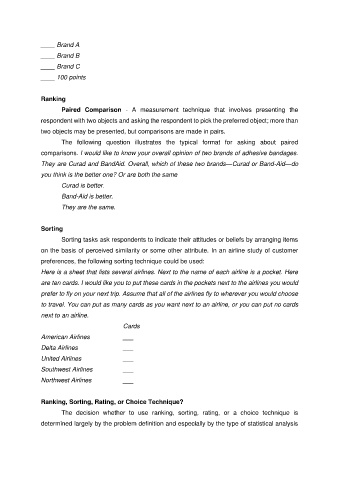 ____ Brand A
____ Brand B
____ Brand C
____ 100 points
Ranking
Paired Comparison - A measurement technique that involves presenting the
respondent with two objects and asking the respondent to pick the preferred object; more than
two objects may be presented, but comparisons are made in pairs.
The following question illustrates the typical format for asking about paired
comparisons. I would like to know your overall opinion of two brands of adhesive bandages.
They are Curad and BandAid. Overall, which of these two brands—Curad or Band-Aid—do
you think is the better one? Or are both the same
Curad is better.
Band-Aid is better.
They are the same.
Sorting
Sorting tasks ask respondents to indicate their attitudes or beliefs by arranging items
on the basis of perceived similarity or some other attribute. In an airline study of customer
preferences, the following sorting technique could be used:
Here is a sheet that lists several airlines. Next to the name of each airline is a pocket. Here
are ten cards. I would like you to put these cards in the pockets next to the airlines you would
prefer to fly on your next trip. Assume that all of the airlines fly to wherever you would choose
to travel. You can put as many cards as you want next to an airline, or you can put no cards
next to an airline.
Cards
American Airlines ___
Delta Airlines ___
United Airlines ___
Southwest Airlines ___
Northwest Airlines ___
Ranking, Sorting, Rating, or Choice Technique?
The decision whether to use ranking, sorting, rating, or a choice technique is
determined largely by the problem definition and especially by the type of statistical analysis